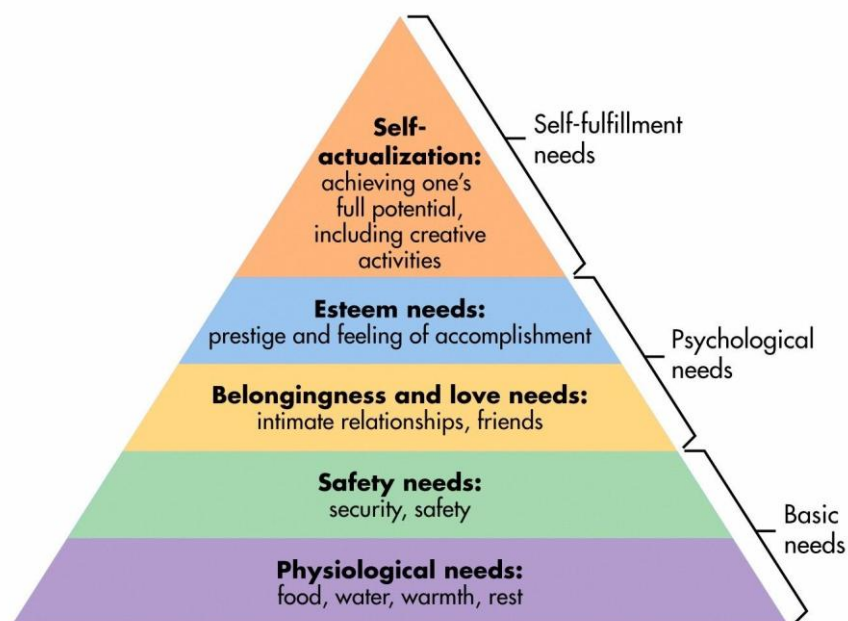 Self-
actualization:
achieving one's
full potential,
including creative
activities
Self-fulfillment
needs
Esteem needs:
prestige and feeling of accomplishment
Psychological
needs
Belongingness and love needs:
intimate relationships, friends
Safety needs:
security, safety
Basic
needs
Physiological needs:
food, water, warmth, rest